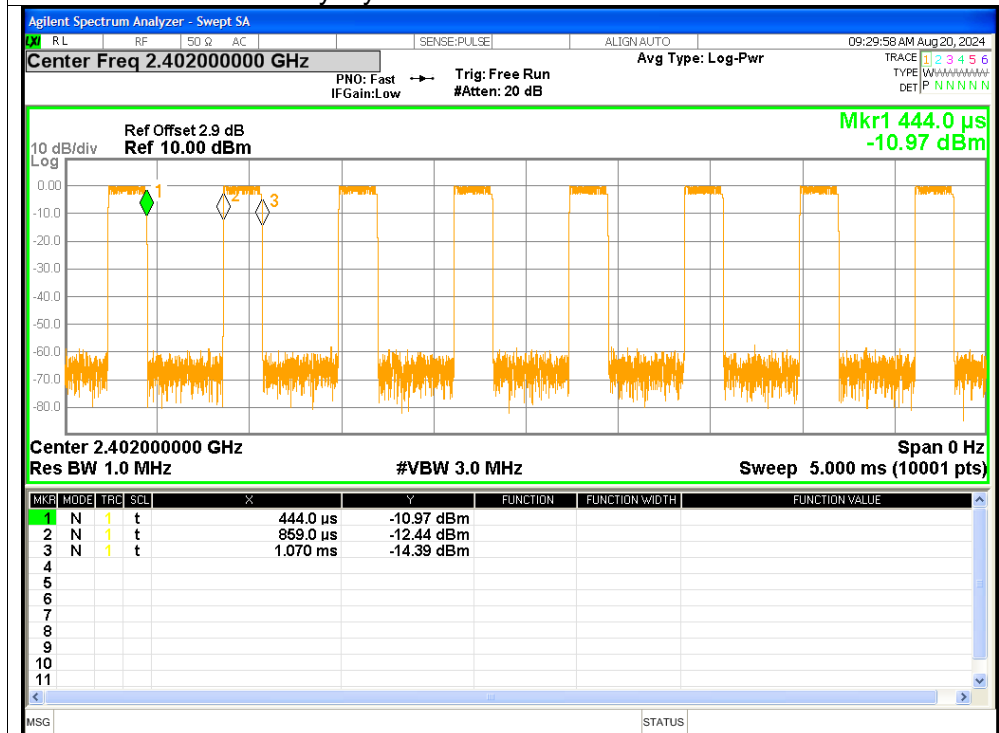 Agilent Spectrum Analyzer - Swept SA
LXI RL RF 50 Ω AC SENSE:PULSE ALIGN AUTO 09:29:58 AM Aug 20, 2024
Center Freq 2.402000000 GHz
PNO: Fast
IFGain:Low
Trig: Free Run
#Atten: 20 dB
Avg Type: Log-Pwr
TRACE 1 2 3 4 5 6
TYPE W
DET P N N N N N
Mkr1 444.0 µs
-10.97 dBm
Ref Offset 2.9 dB
10 dB/div Ref 10.00 dBm
Log
1
2
3
0.00
-10.0
-20.0
-30.0
-40.0
-50.0
-60.0
-70.0
-80.0
Center 2.402000000 GHz Span 0 Hz
Res BW 1.0 MHz #VBW 3.0 MHz Sweep 5.000 ms (10001 pts)
MKR MODE TRC SCL X Y FUNCTION FUNCTION WIDTH FUNCTION VALUE
1 N 1 t 444.0 µs -10.97 dBm
2 N 1 t 859.0 µs -12.44 dBm
3 N 1 t 1.070 ms -14.39 dBm
4
5
6
7
8
9
10
11
MSG STATUS